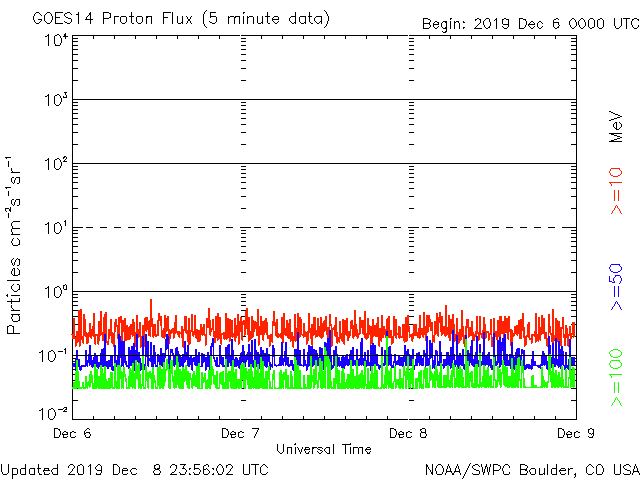 GOES14 Proton Flux (5 minute data)
Begin: 2019 Dec 6 0000 UTC
10⁴
10³
10²
10¹
10⁰
10⁻¹
10⁻²
Particles cm⁻²s⁻¹sr⁻¹
MeV
>=10
>=50
>=100
Dec 6
Dec 7
Dec 8
Dec 9
Universal Time
Updated 2019 Dec 8 23:56:02 UTC
NOAA/SWPC Boulder, CO USA